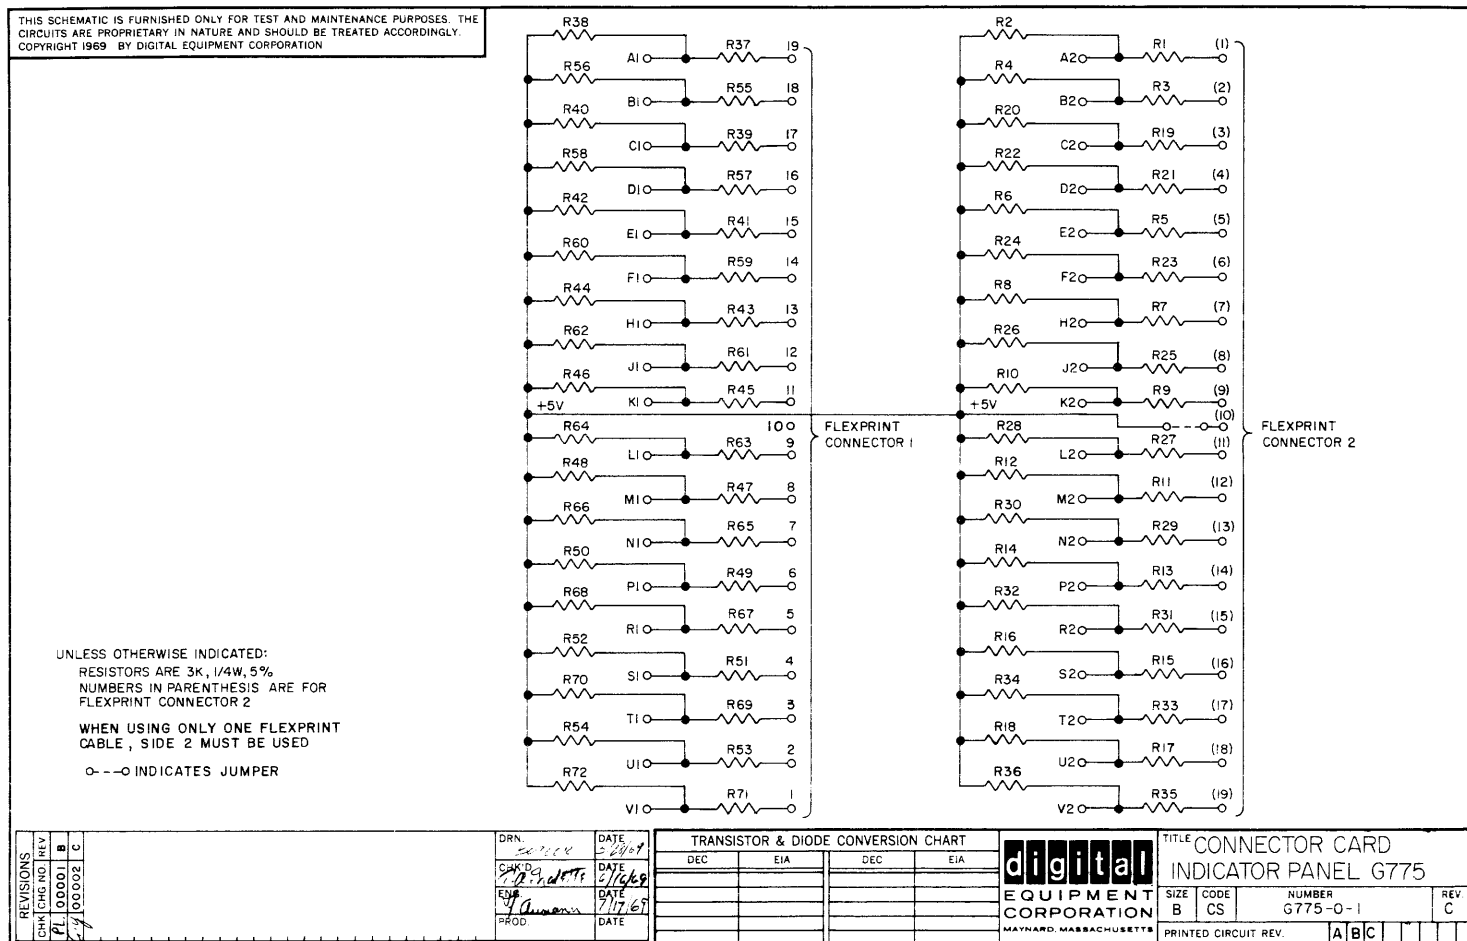 THIS SCHEMATIC IS FURNISHED ONLY FOR TEST AND MAINTENANCE PURPOSES. THE
CIRCUITS ARE PROPRIETARY IN NATURE AND SHOULD BE TREATED ACCORDINGLY.
COPYRIGHT 1969 BY DIGITAL EQUIPMENT CORPORATION
R38
A1 R37 19
R56
B1 R55 18
R40
C1 R39 17
R58
D1 R57 16
R42
E1 R41 15
R60
F1 R59 14
R44
H1 R43 13
R62
J1 R61 12
R46
K1 R45 11
+5V
10
R64
L1 R63 9
R48
M1 R47 8
R66
N1 R65 7
R50
P1 R49 6
R68
R1 R67 5
R52
S1 R51 4
R70
T1 R69 3
R54
U1 R53 2
R72
V1 R71 1
FLEXPRINT
CONNECTOR 1
R2
A2 R1 (1)
R4
B2 R3 (2)
R20
C2 R19 (3)
R22
D2 R21 (4)
R6
E2 R5 (5)
R24
F2 R23 (6)
R8
H2 R7 (7)
R26
J2 R25 (8)
R10
K2 R9 (9)
+5V
(10)
R28
L2 R27 (11)
R12
M2 R11 (12)
R30
N2 R29 (13)
R14
P2 R13 (14)
R32
R2 R31 (15)
R16
S2 R15 (16)
R34
T2 R33 (17)
R18
U2 R17 (18)
R36
V2 R35 (19)
FLEXPRINT
CONNECTOR 2
UNLESS OTHERWISE INDICATED:
RESISTORS ARE 3K, 1/4W, 5%
NUMBERS IN PARENTHESIS ARE FOR
FLEXPRINT CONNECTOR 2
WHEN USING ONLY ONE FLEXPRINT
CABLE, SIDE 2 MUST BE USED
O---O INDICATES JUMPER
REVISIONS
CHK CHG NO. REV
PL 00001 B
00002 C
DRN. DATE
CHK'D DATE 6/16/69
ENG DATE 7/17/69
PROD. DATE
TRANSISTOR & DIODE CONVERSION CHART
DEC EIA DEC EIA
digital
EQUIPMENT
CORPORATION
MAYNARD, MASSACHUSETTS
TITLE CONNECTOR CARD
INDICATOR PANEL G775
SIZE CODE NUMBER REV.
B CS G775-0-1 C
PRINTED CIRCUIT REV. A B C